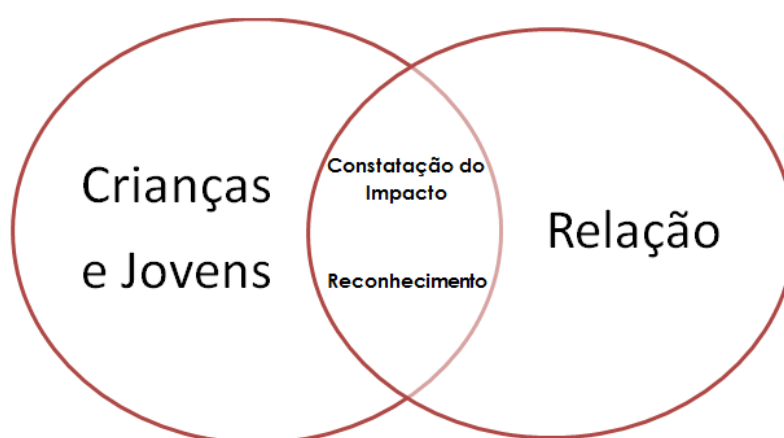 Crianças
e Jovens
Constatação do
Impacto
Reconhecimento
Relação